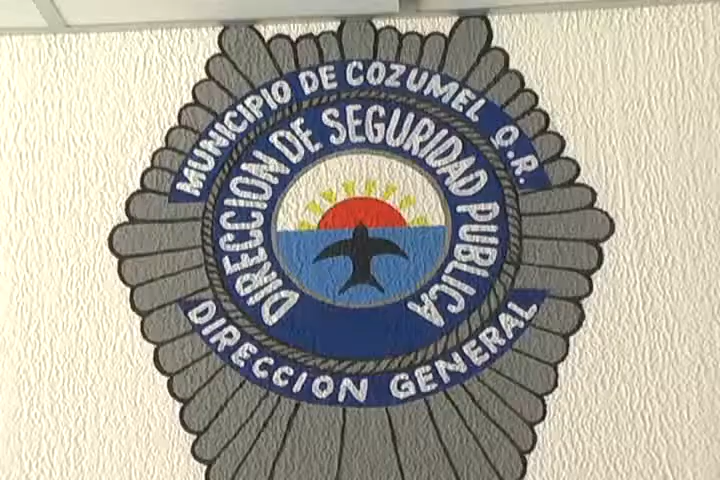 MUNICIPIO DE COZUMEL Q.R.
DIRECCION DE SEGURIDAD PUBLICA
DIRECCION GENERAL